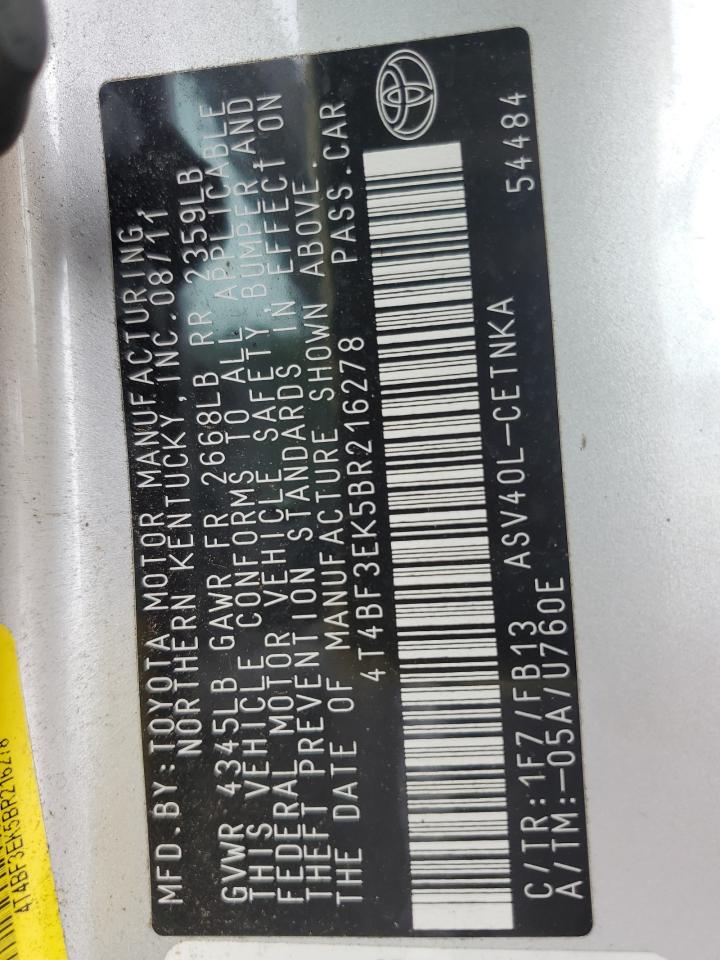 MFD.BY:TOYOTA MOTOR MANUFACTURING,
NORTHERN KENTUCKY,INC.08/11
GVWR 4345LB GAWR FR 2668LB RR 2359LB
THIS VEHICLE CONFORMS TO ALL APPLICABLE
FEDERAL MOTOR VEHICLE SAFETY,BUMPER,AND
THEFT PREVENTION STANDARDS IN EFFECT ON
THE DATE OF MANUFACTURE SHOWN ABOVE.
4T4BF3EK5BR216278 PASS.CAR
C/TR:1F7/FB13 ASV40L-CETNKA 54484
A/TM:-05A/U760E
4T4BF3EK5BR216278